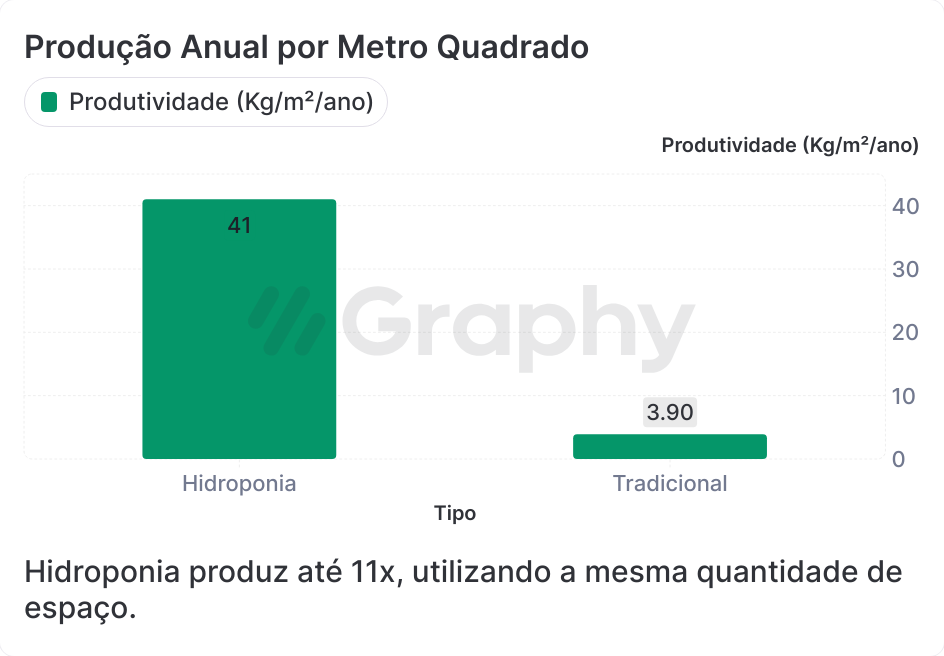 Produção Anual por Metro Quadrado
Produtividade (Kg/m²/ano)
Produtividade (Kg/m²/ano)
41
3.90
40
30
20
10
0
Graphy
Hidroponia
Tradicional
Tipo
Hidroponia produz até 11x, utilizando a mesma quantidade de
espaço.